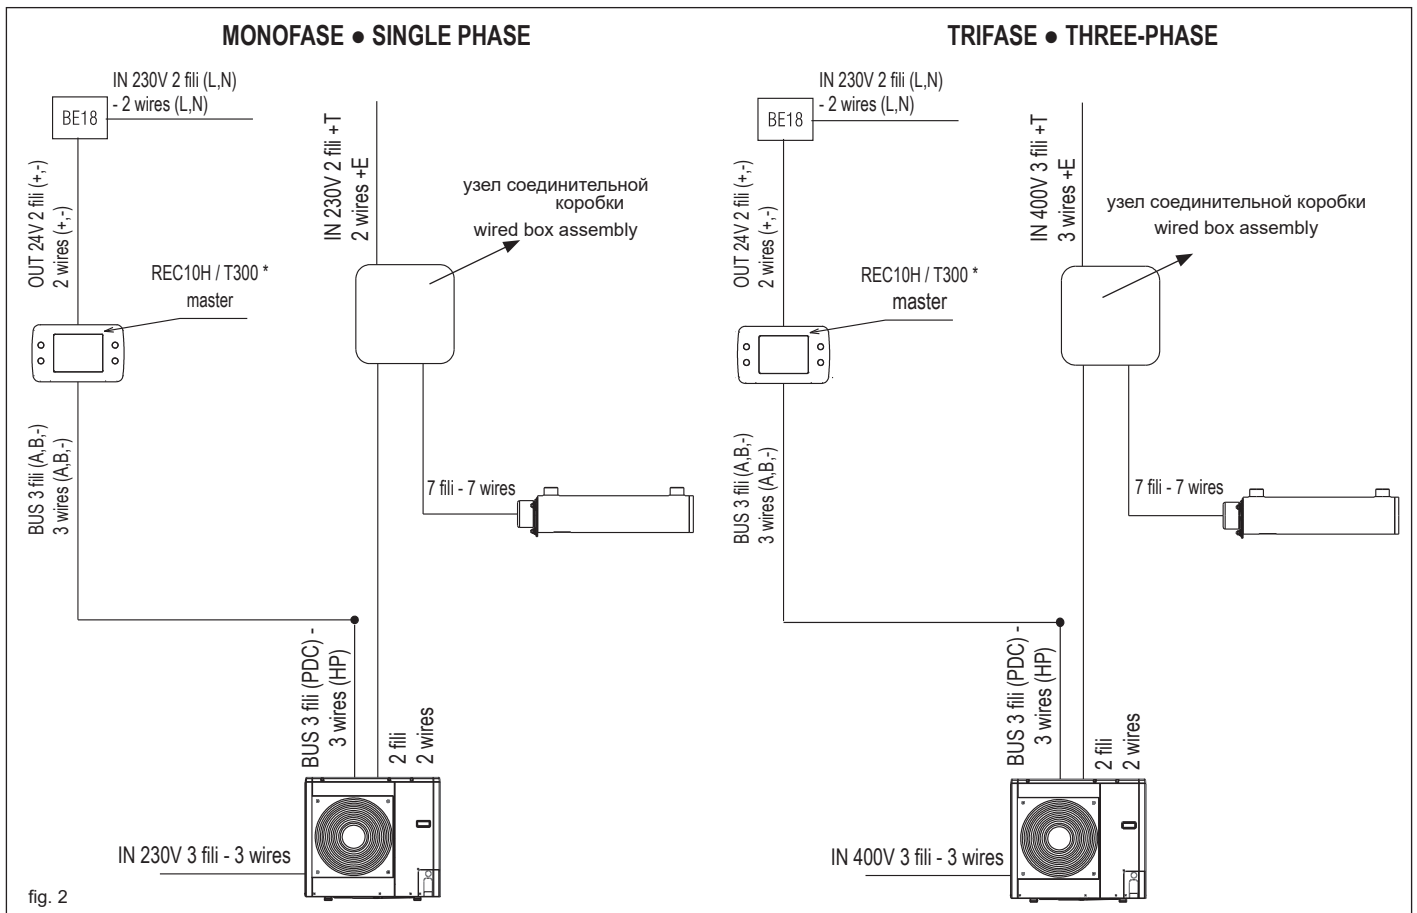 MONOFASE ● SINGLE PHASE
IN 230V 2 fili (L,N)
- 2 wires (L,N)
BE18
OUT 24V 2 fili (+,-)
2 wires (+,-)
IN 230V 2 fili +T
2 wires +E
узел соединительной
коробки
wired box assembly
REC10H / T300 *
master
BUS 3 fili (A,B,-)
3 wires (A,B,-)
7 fili - 7 wires
BUS 3 fili (PDC) -
3 wires (HP)
2 fili
2 wires
IN 230V 3 fili - 3 wires
fig. 2
TRIFASE ● THREE-PHASE
IN 230V 2 fili (L,N)
- 2 wires (L,N)
BE18
OUT 24V 2 fili (+,-)
2 wires (+,-)
IN 400V 3 fili +T
3 wires +E
узел соединительной коробки
wired box assembly
REC10H / T300 *
master
BUS 3 fili (A,B,-)
3 wires (A,B,-)
7 fili - 7 wires
BUS 3 fili (PDC) -
3 wires (HP)
2 fili
2 wires
IN 400V 3 fili - 3 wires